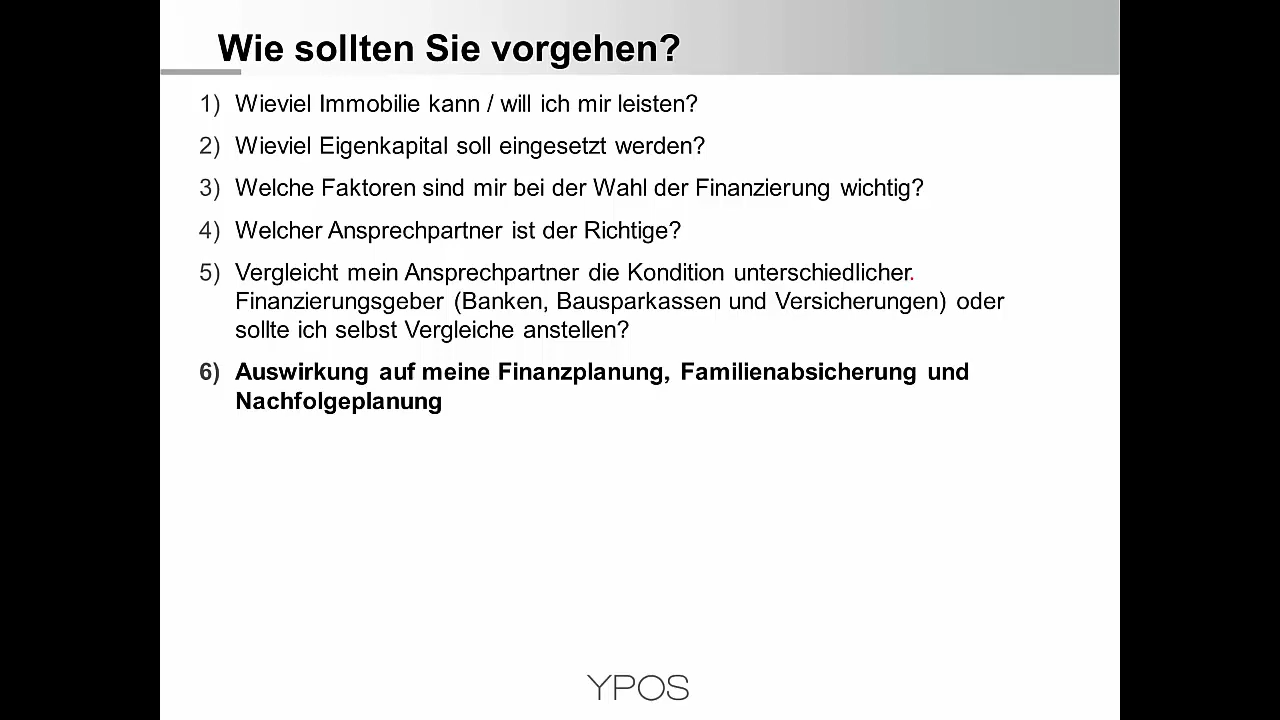 Wie sollten Sie vorgehen?
1) Wieviel Immobilie kann / will ich mir leisten?
2) Wieviel Eigenkapital soll eingesetzt werden?
3) Welche Faktoren sind mir bei der Wahl der Finanzierung wichtig?
4) Welcher Ansprechpartner ist der Richtige?
5) Vergleicht mein Ansprechpartner die Kondition unterschiedlicher.
Finanzierungsgeber (Banken, Bausparkassen und Versicherungen) oder
sollte ich selbst Vergleiche anstellen?
6) Auswirkung auf meine Finanzplanung, Familienabsicherung und
Nachfolgeplanung
YPOS